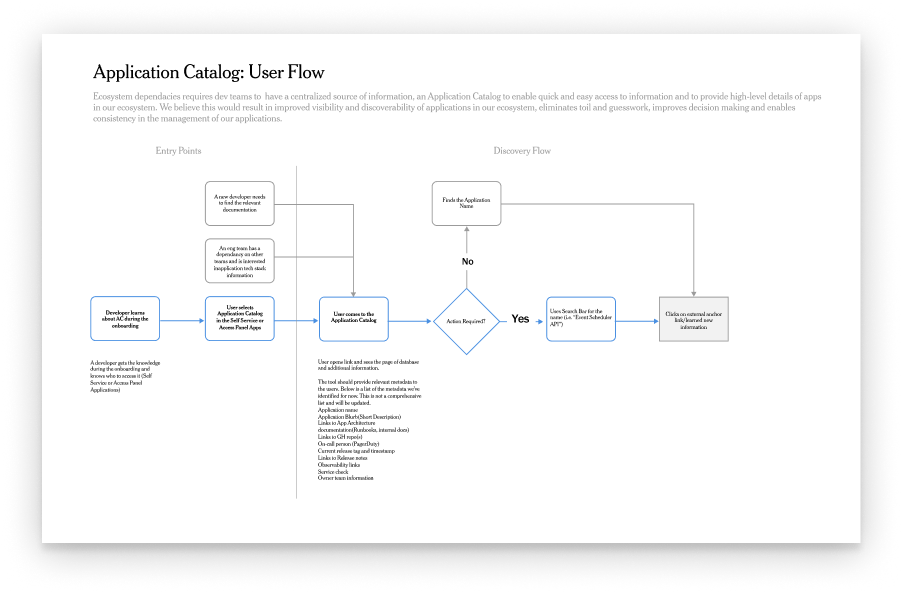 Application Catalog: User Flow
Ecosystem dependacies requires dev teams to have a centralized source of information, an Application Catalog to enable quick and easy access to information and to provide high-level details of apps
in our ecosystem. We believe this would result in improved visibility and discoverability of applications in our ecosystem, eliminates toil and guesswork, improves decision making and enables
consistency in the management of our applications.
Entry Points
Discovery Flow
A new developer needs
to find the relevant
documentation
Finds the Application
Name
An eng team has a
dependancy on other
teams and is interested
inapplication tech stack
information
No
Developer learns
about AC during the
onboarding
User selects
Application Catalog
in the Self Service or
Access Panel Apps
User comes to the
Application Catalog
Action Required?
Yes
Uses Search Bar for the
name (i.e. "Event Scheduler
API")
Clicks on external anchor
link/learned new
information
A developer gets the knowledge
during the onboarding and
knows who to access it (Self
Service or Access Panel
Applications)
User opens link and sees the page of database
and additional information.
The tool should provide relevant metadata to
the users. Below is a list of the metadata we've
identified for now. This is not a comprehensive
list and will be updated.
Application name
Application Blurb(Short Description)
Links to App Architecture
documentation(Runbooks, internal docs)
Links to GH repo(s)
On-call person (PagerDuty)
Current release tag and timestamp
Links to Release notes
Observability links
Service check
Owner team information